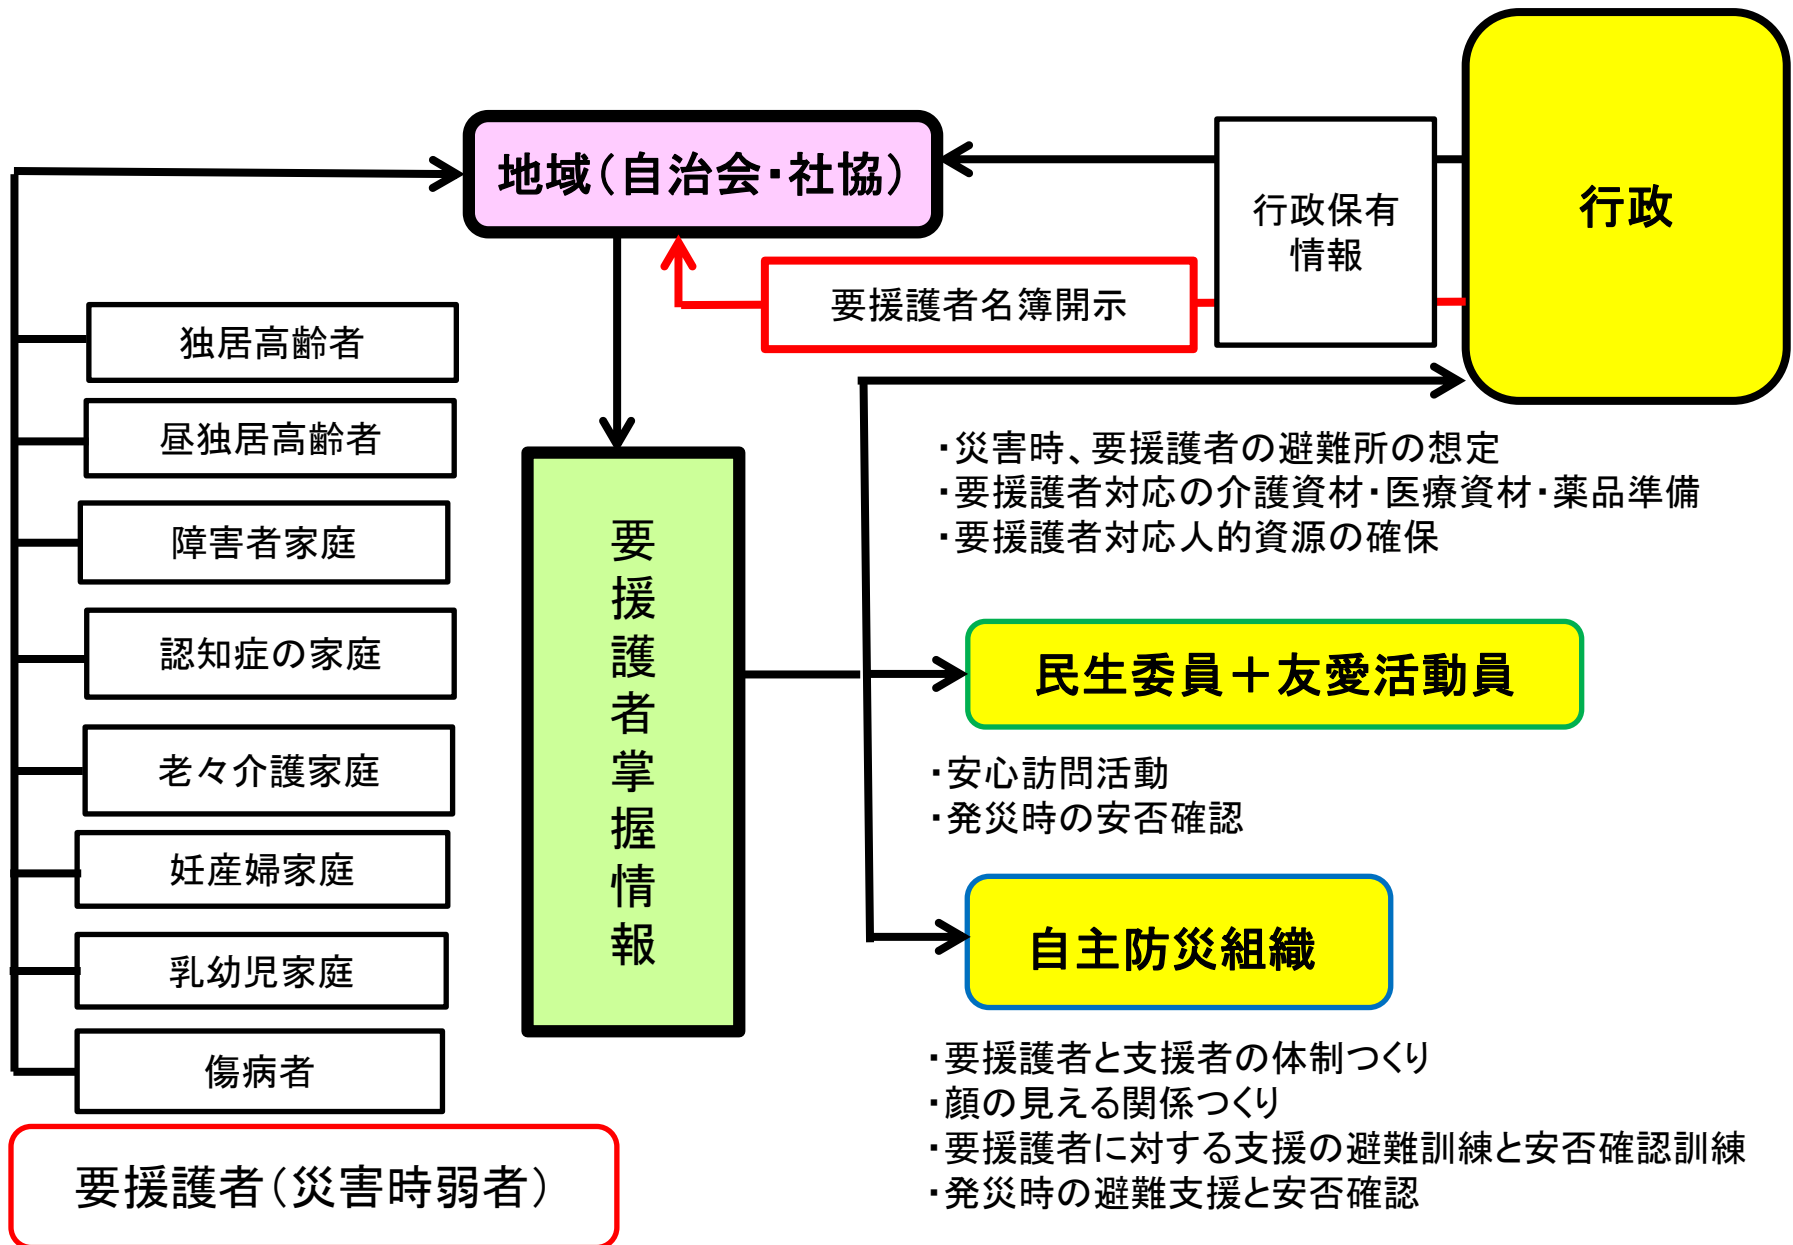 地域（自治会・社協）
行政
行政保有
情報
要援護者名簿開示
独居高齢者
昼独居高齢者
障害者家庭
認知症の家庭
老々介護家庭
妊産婦家庭
乳幼児家庭
傷病者
要援護者（災害時弱者）
要援護者掌握情報
・災害時、要援護者の避難所の想定
・要援護者対応の介護資材・医療資材・薬品準備
・要援護者対応人的資源の確保
民生委員＋友愛活動員
・安心訪問活動
・発災時の安否確認
自主防災組織
・要援護者と支援者の体制つくり
・顔の見える関係つくり
・要援護者に対する支援の避難訓練と安否確認訓練
・発災時の避難支援と安否確認